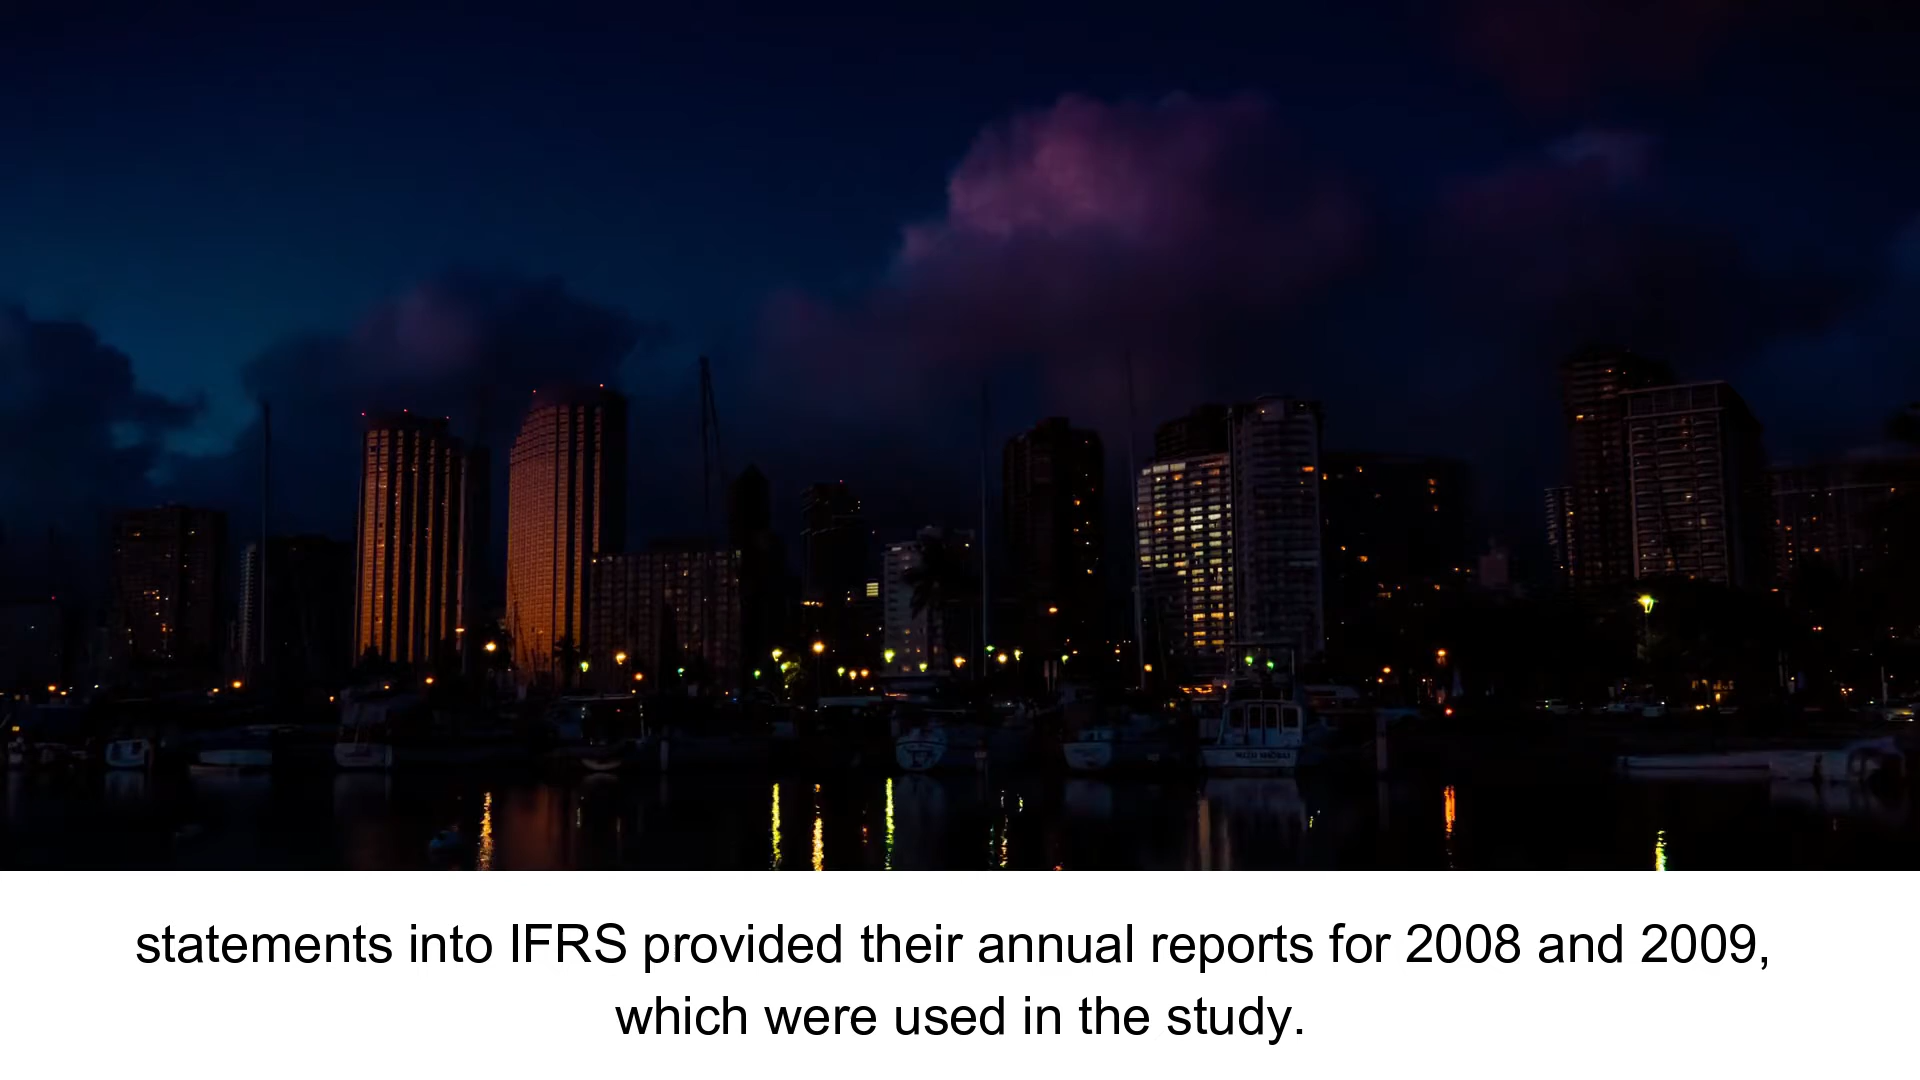 statements into IFRS provided their annual reports for 2008 and 2009,
which were used in the study.